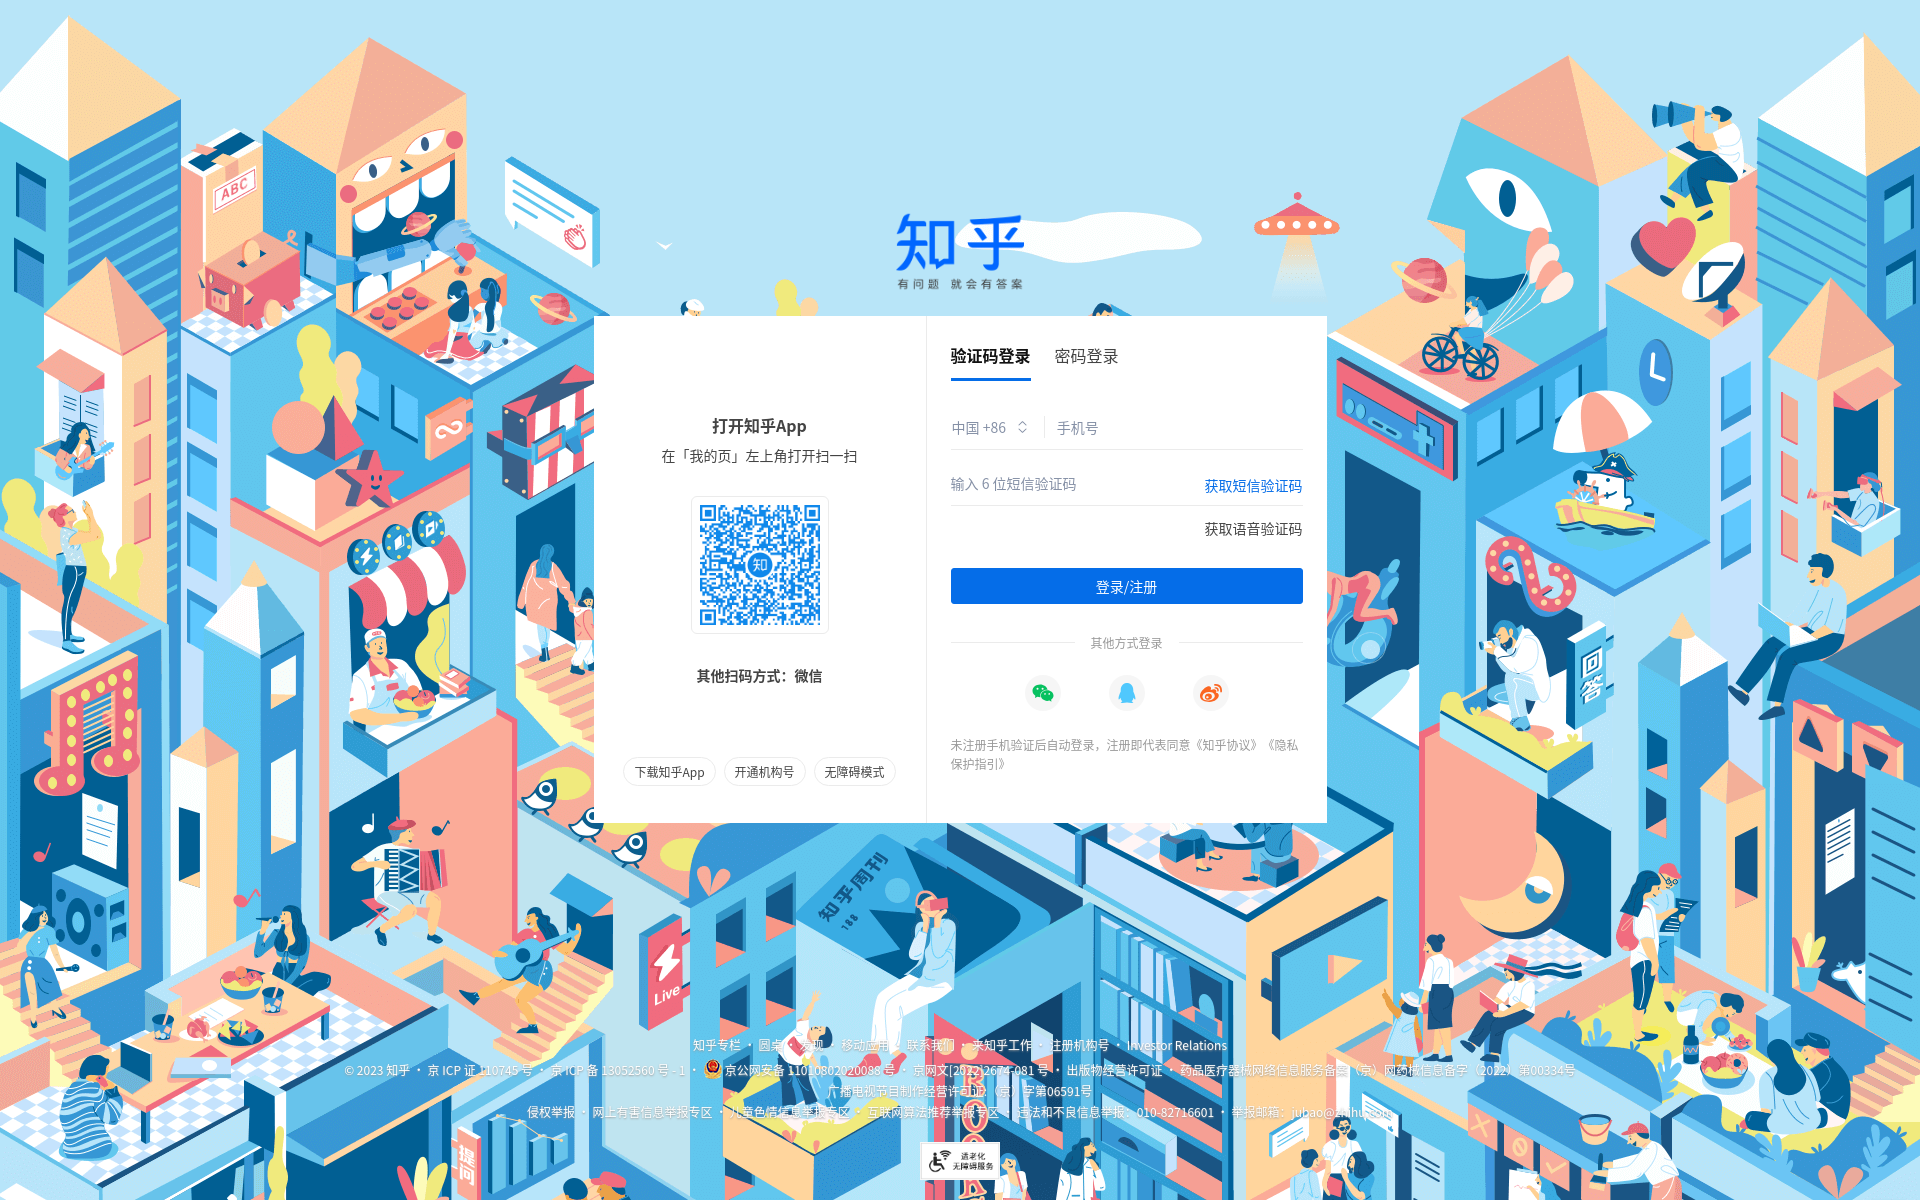 ABC
知乎
有问题 就会有答案
验证码登录 密码登录
打开知乎App
在「我的页」左上角打开扫一扫
中国 +86 手机号
输入 6 位短信验证码 获取短信验证码
获取语音验证码
知
登录/注册
其他方式登录
其他扫码方式：微信
未注册手机验证后自动登录，注册即代表同意《知乎协议》《隐私
保护指引》
下载知乎App 开通机构号 无障碍模式
回答
知乎周刊
188
Live
知乎专栏 · 圆桌 · 发现 · 移动应用 · 联系我们 · 来知乎工作 · 注册机构号 · Investor Relations
© 2023 知乎 · 京 ICP 证 110745 号 · 京 ICP 备 13052560 号 - 1 · 京公网安备 11010802020088 号 · 京网文[2022]2674-081 号 · 出版物经营许可证 · 药品医疗器械网络信息服务备案（京）网药械信息备字（2022）第00334号
广播电视节目制作经营许可证:（京）字第06591号
侵权举报 · 网上有害信息举报专区 · 儿童色情信息举报专区 · 互联网算法推荐举报专区 · 违法和不良信息举报：010-82716601 · 举报邮箱：jubao@zhihu.com
提问
适老化
无障碍服务